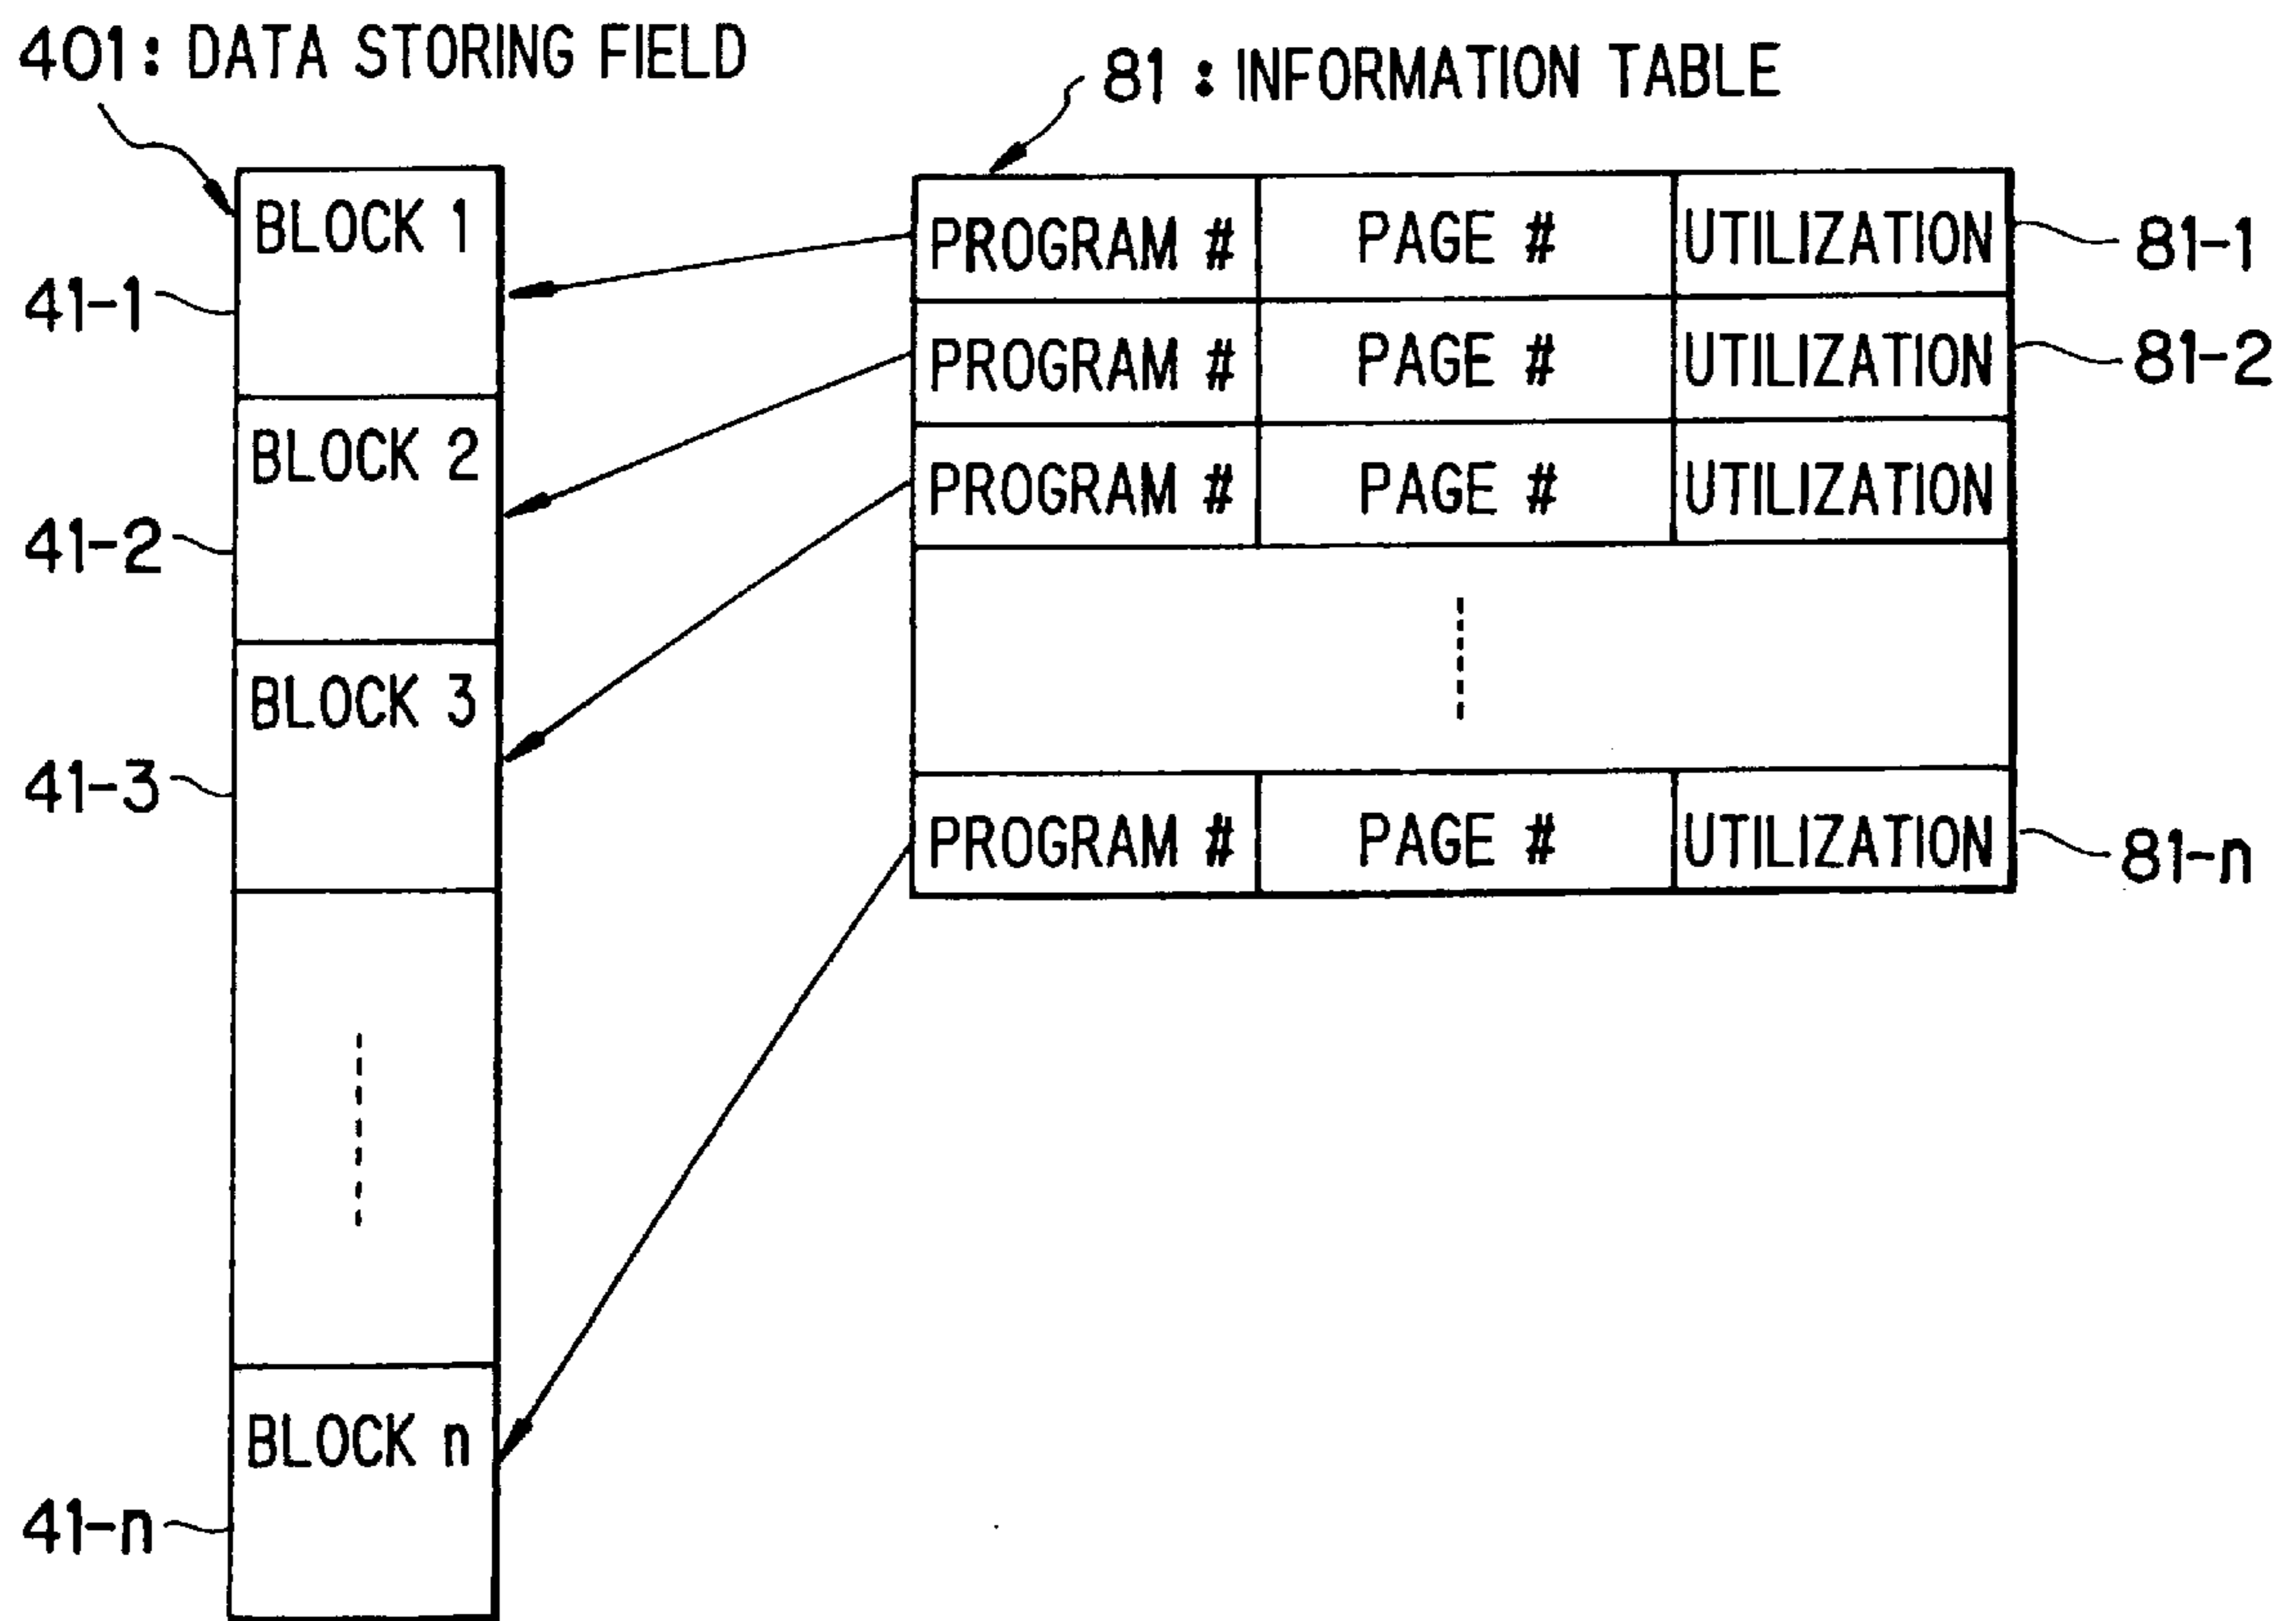 401: DATA STORING FIELD
BLOCK 1
41-1
BLOCK 2
41-2
BLOCK 3
41-3
BLOCK n
41-n
81: INFORMATION TABLE
PROGRAM # PAGE # UTILIZATION 81-1
PROGRAM # PAGE # UTILIZATION 81-2
PROGRAM # PAGE # UTILIZATION
PROGRAM # PAGE # UTILIZATION 81-n